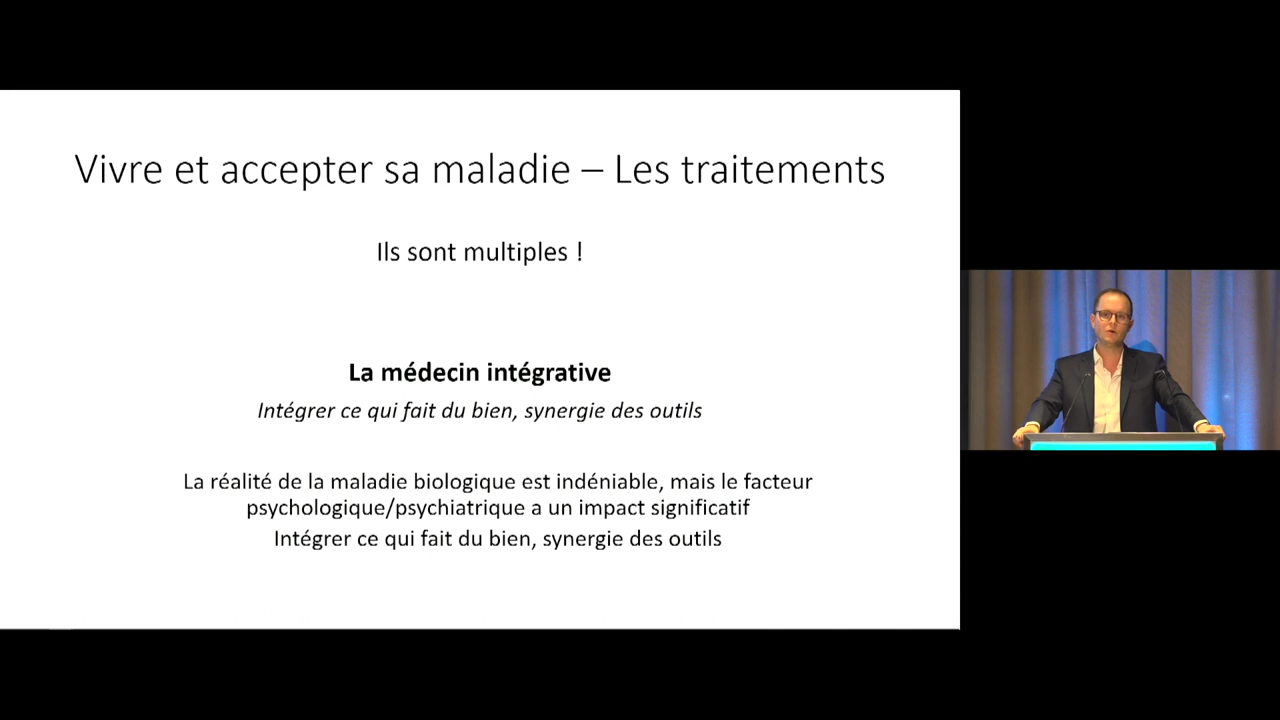 Vivre et accepter sa maladie – Les traitements
Ils sont multiples !
La médecin intégrative
Intégrer ce qui fait du bien, synergie des outils
La réalité de la maladie biologique est indéniable, mais le facteur
psychologique/psychiatrique a un impact significatif
Intégrer ce qui fait du bien, synergie des outils